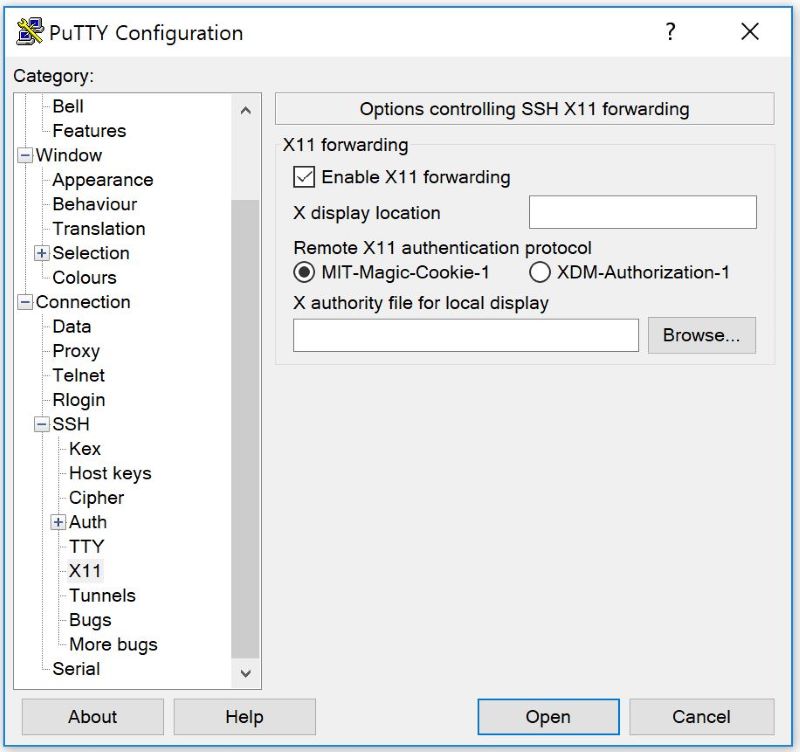 PuTTY Configuration
?
Category:
Bell
Features
Window
Appearance
Behaviour
Translation
Selection
Colours
Connection
Data
Proxy
Telnet
Rlogin
SSH
Kex
Host keys
Cipher
Auth
TTY
X11
Tunnels
Bugs
More bugs
Serial
Options controlling SSH X11 forwarding
X11 forwarding
Enable X11 forwarding
X display location
Remote X11 authentication protocol
MIT-Magic-Cookie-1 XDM-Authorization-1
X authority file for local display
Browse...
About Help Open Cancel